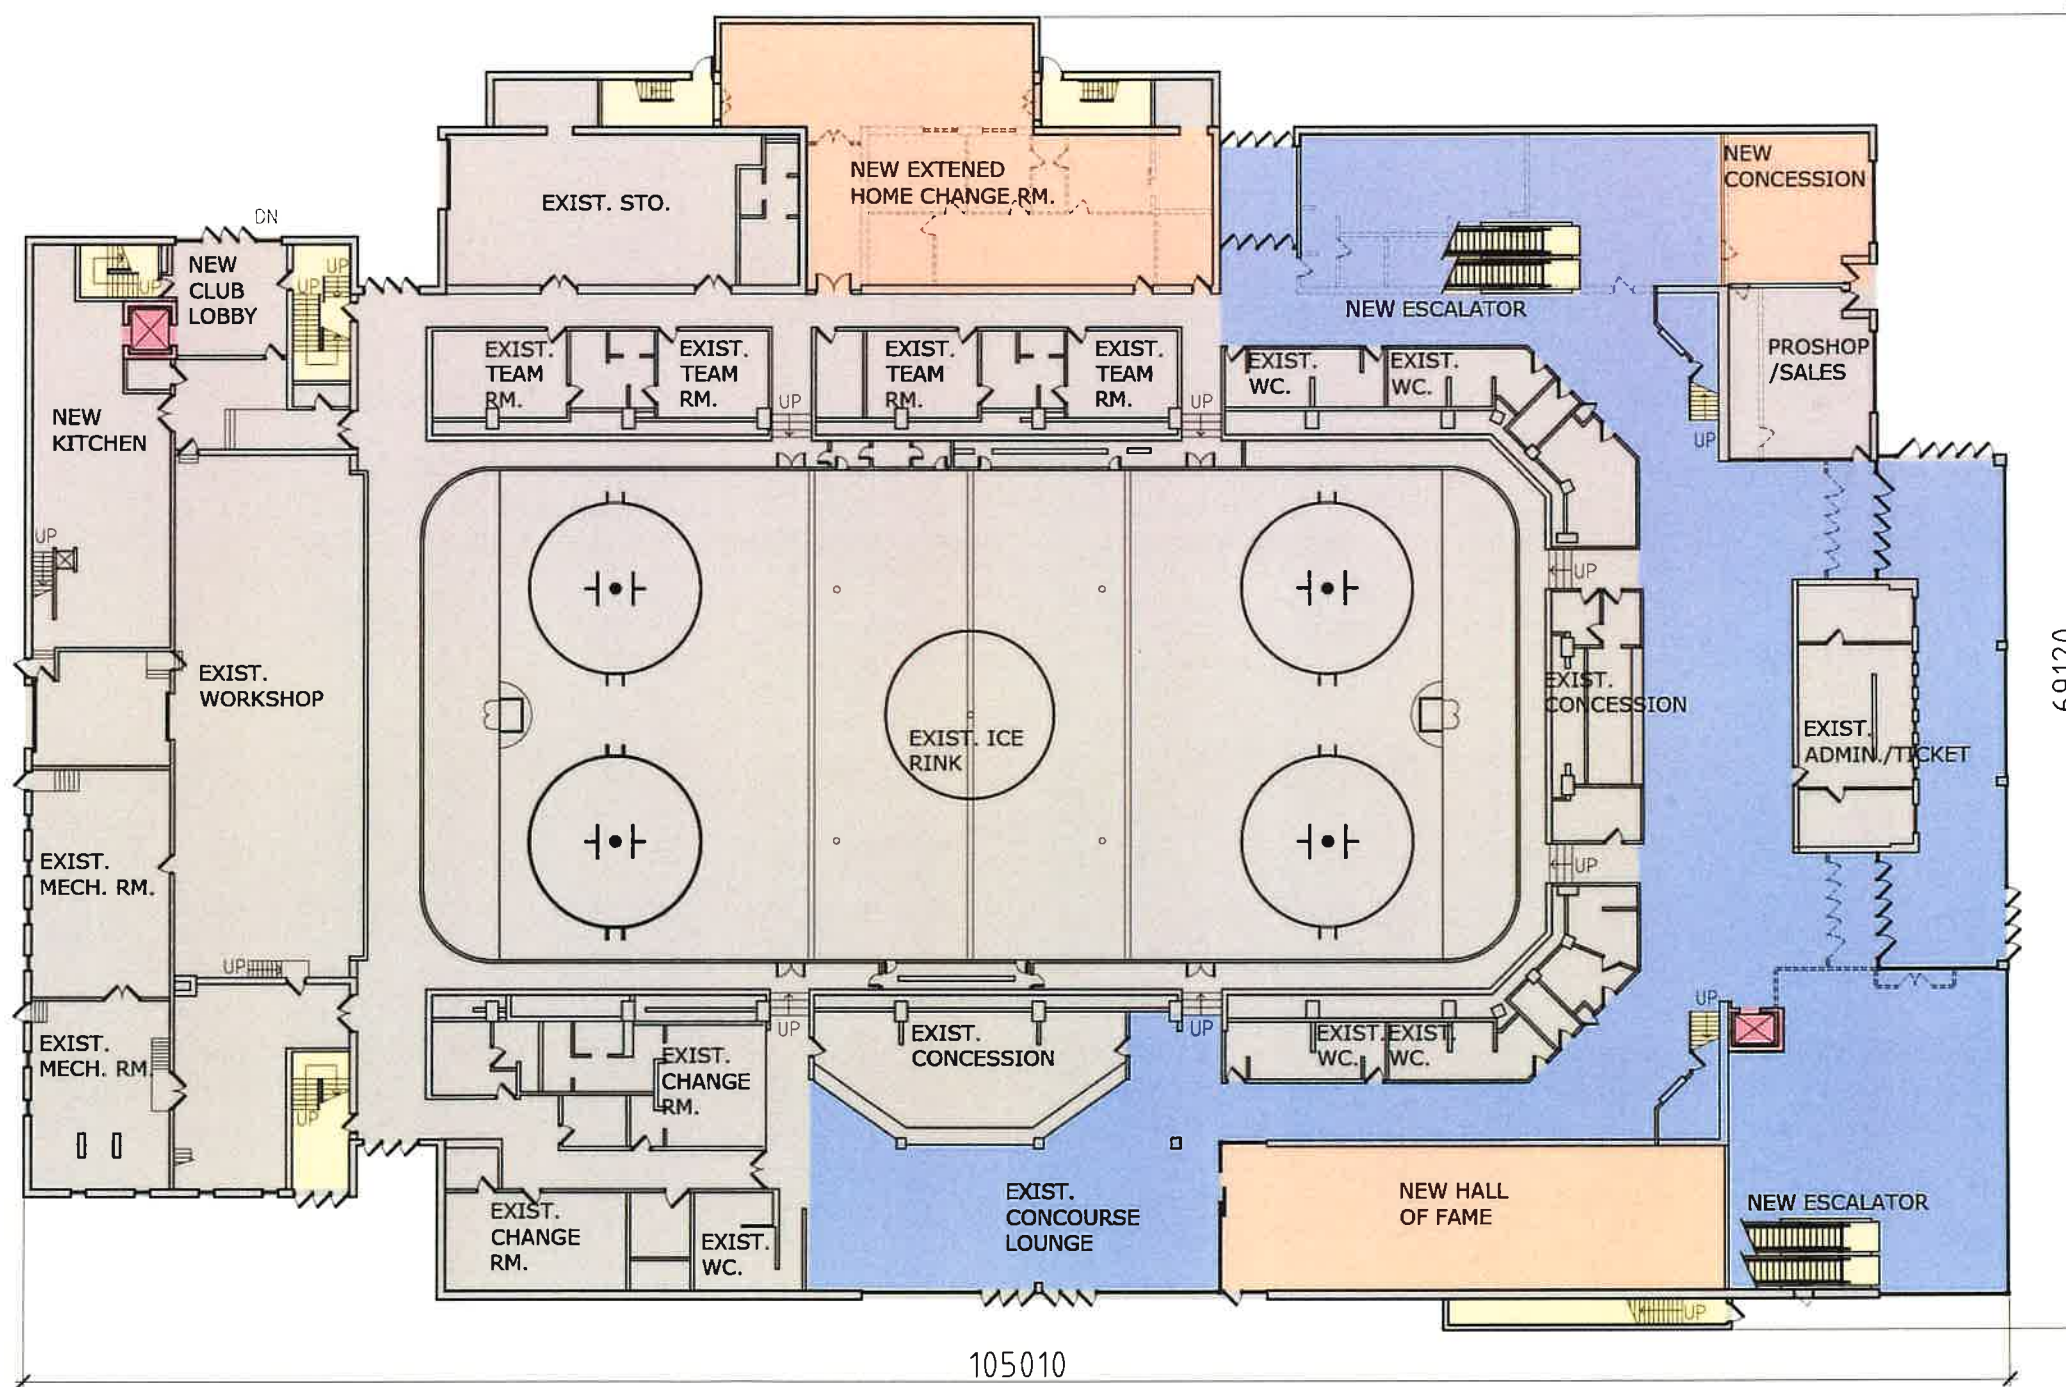 NEW EXTENED
HOME CHANGE RM.
NEW
CONCESSION
EXIST. STO.
DN
NEW
CLUB
LOBBY
UP
UP
UP
NEW ESCALATOR
PROSHOP
/SALES
EXIST.
TEAM
RM.
EXIST.
TEAM
RM.
EXIST.
TEAM
RM.
EXIST.
TEAM
RM.
EXIST.
WC.
EXIST.
WC.
UP
UP
UP
NEW
KITCHEN
UP
UP
EXIST.
WORKSHOP
EXIST. ICE
RINK
EXIST.
CONCESSION
EXIST.
ADMIN./TICKET
69120
EXIST.
MECH. RM.
UP
UP
UP
EXIST.
MECH. RM.
UP
UP
UP
EXIST.
CHANGE
RM.
EXIST.
CONCESSION
EXIST.
WC.
EXIST.
WC.
EXIST.
CHANGE
RM.
EXIST.
WC.
EXIST.
CONCOURSE
LOUNGE
NEW HALL
OF FAME
NEW ESCALATOR
UP
UP
105010